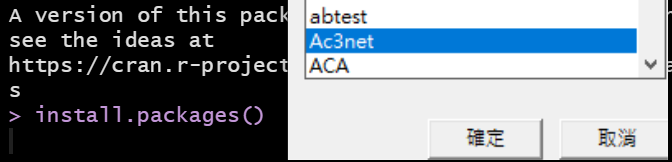 A version of this pack
see the ideas at
https://cran.r-project
s
> install.packages()
abtest
Ac3net
ACA
確定
取消